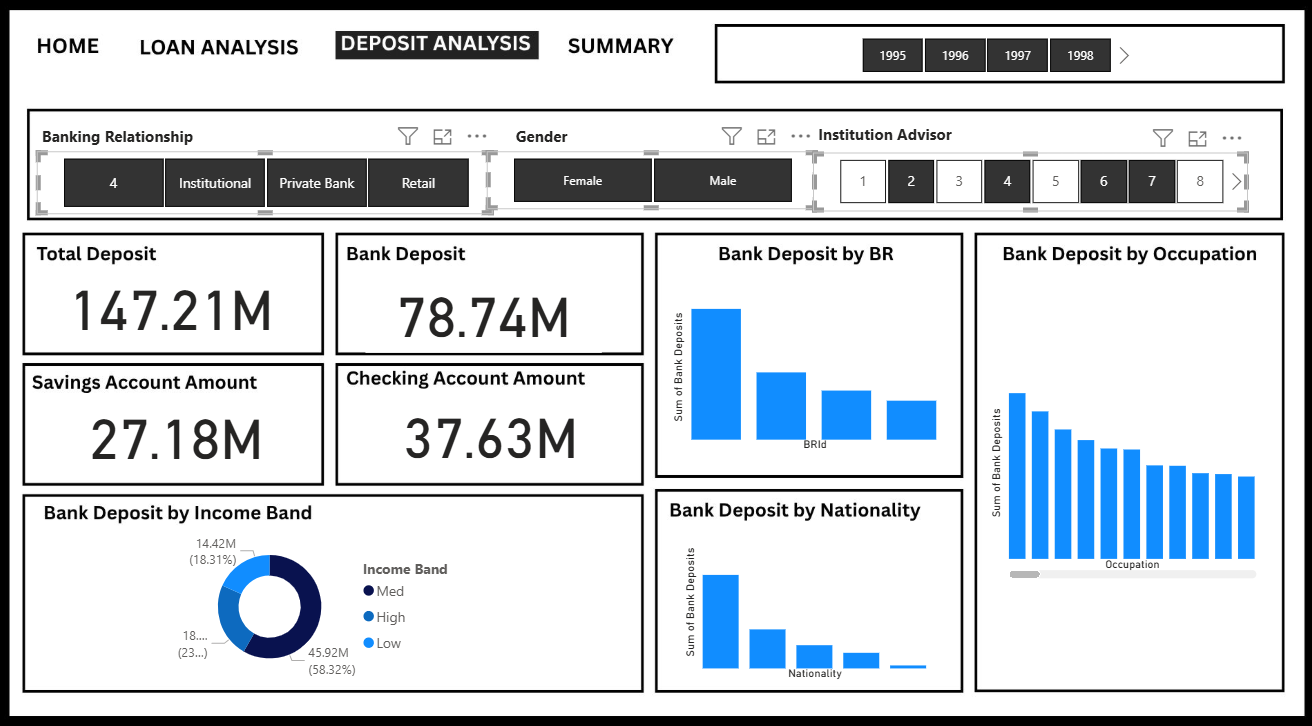 HOME
LOAN ANALYSIS
DEPOSIT ANALYSIS
SUMMARY
1995
1996
1997
1998
Banking Relationship
4
Institutional
Private Bank
Retail
Gender
Female
Male
Institution Advisor
1
2
3
4
5
6
7
8
Total Deposit
147.21M
Bank Deposit
78.74M
Savings Account Amount
27.18M
Checking Account Amount
37.63M
Bank Deposit by BR
Sum of Bank Deposits
BRId
Bank Deposit by Occupation
Sum of Bank Deposits
Occupation
Bank Deposit by Income Band
14.42M
(18.31%)
18....
(23...)
45.92M
(58.32%)
Income Band
Med
High
Low
Bank Deposit by Nationality
Sum of Bank Deposits
Nationality